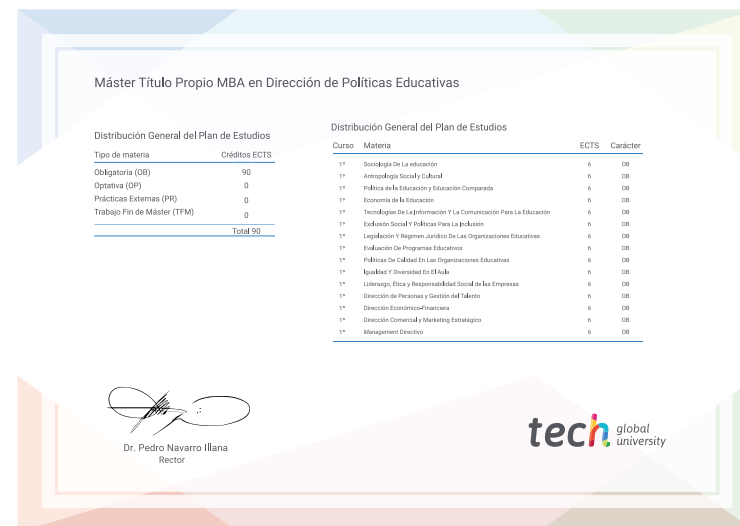 Máster Título Propio MBA en Dirección de Políticas Educativas
Distribución General del Plan de Estudios
Tipo de materia Créditos ECTS
Obligatoria (OB) 90
Optativa (OP) 0
Prácticas Externas (PR) 0
Trabajo Fin de Máster (TFM) 0
Total 90
Distribución General del Plan de Estudios
Curso Materia ECTS Carácter
1º Sociología De La educación 6 OB
1º Antropología Social y Cultural 6 OB
1º Política de la Educación y Educación Comparada 6 OB
1º Economía de la Educación 6 OB
1º Tecnologías De La Información Y La Comunicación Para La Educación 6 OB
1º Exclusión Social Y Políticas Para La Inclusión 6 OB
1º Legislación Y Régimen Jurídico De Las Organizaciones Educativas 6 OB
1º Evaluación De Programas Educativos 6 OB
1º Políticas De Calidad En Las Organizaciones Educativas 6 OB
1º Igualdad Y Diversidad En El Aula 6 OB
1º Liderazgo, Ética y Responsabilidad Social de las Empresas 6 OB
1º Dirección de Personas y Gestión del Talento 6 OB
1º Dirección Económico-Financiera 6 OB
1º Dirección Comercial y Marketing Estratégico 6 OB
1º Management Directivo 6 OB
Dr. Pedro Navarro Illana
Rector
tech global
university